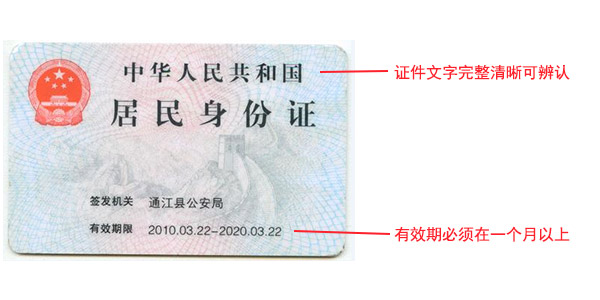 中华人民共和国
证件文字完整清晰可辨认
居民身份证
签发机关 通江县公安局
有效期限 2010.03.22-2020.03.22
有效期必须在一个月以上